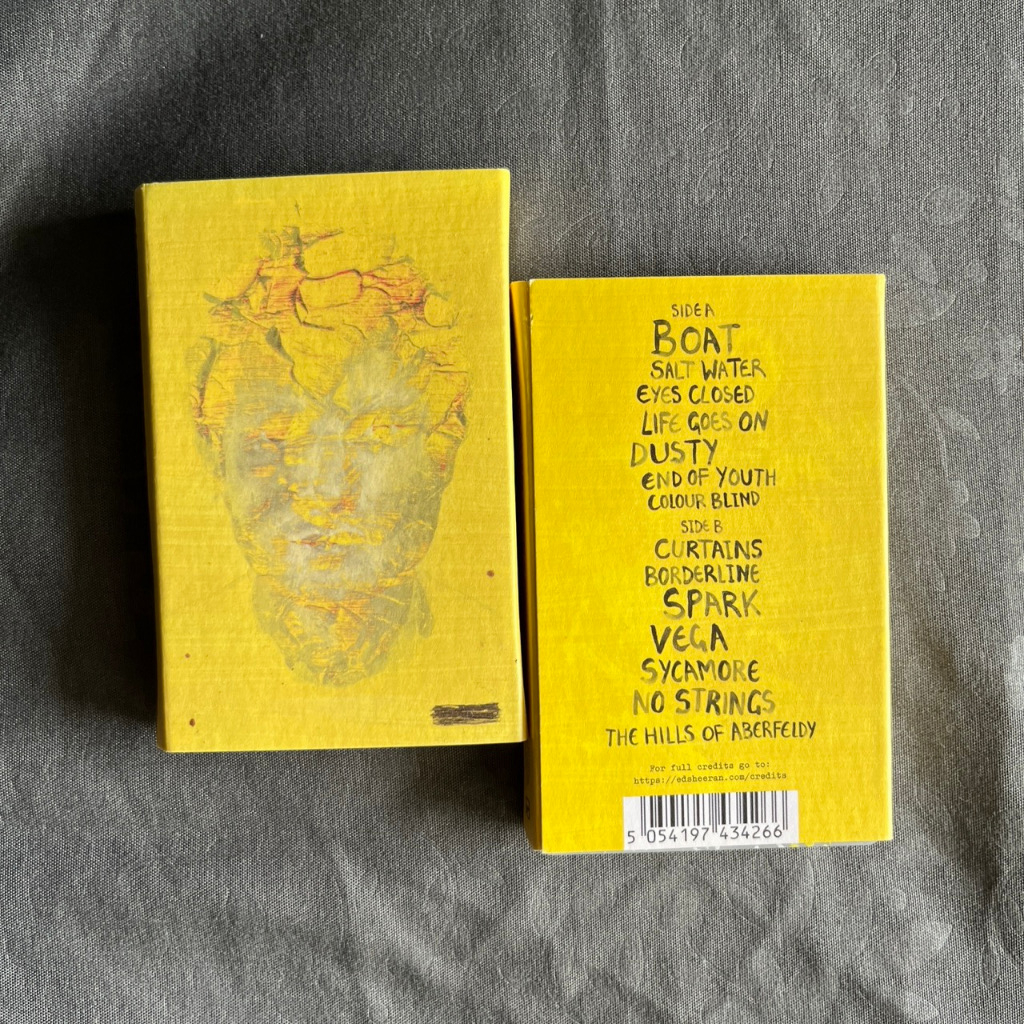 SIDE A
BOAT
SALT WATER
EYES CLOSED
LIFE GOES ON
DUSTY
END OF YOUTH
COLOUR BLIND
SIDE B
CURTAINS
BORDERLINE
SPARK
VEGA
SYCAMORE
NO STRINGS
THE HILLS OF ABERFELDY
For full credits go to:
https://edsheeran.com/credits
5 054197 434266